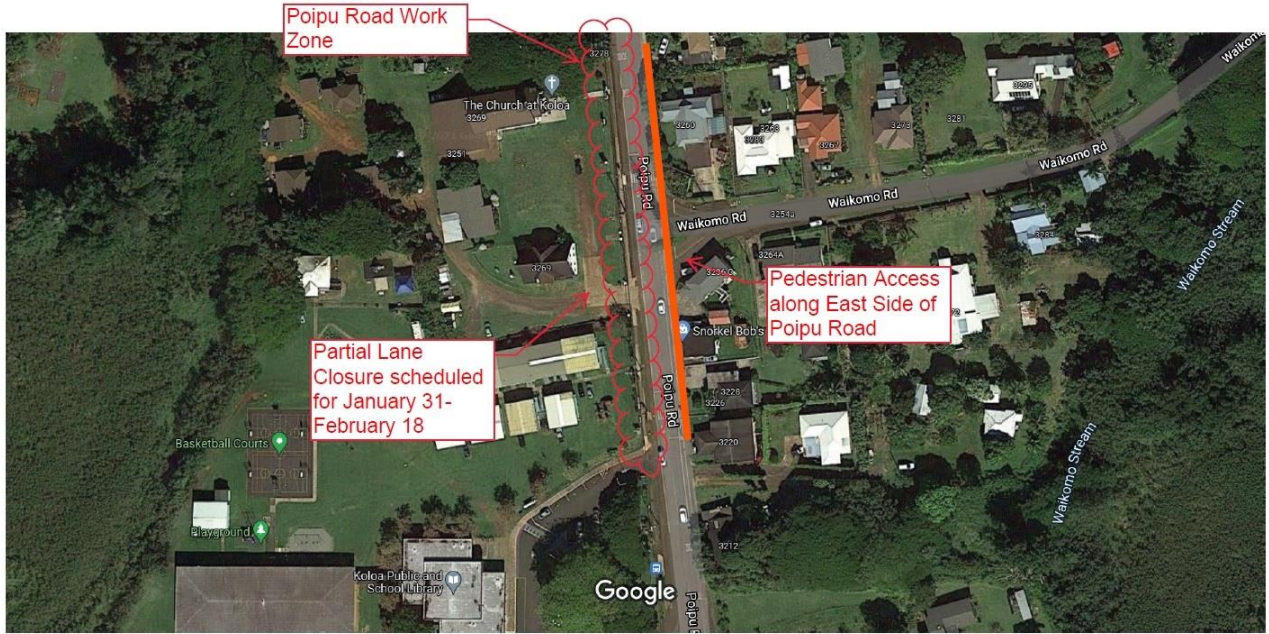 Poipu Road Work
Zone
3278
The Church at Koloa
3269
3251
3260
3263
3267
3273
3281
3295
Waikomo Rd
Waikomo Rd
Waikomo Rd
3254a
Poipu Rd
3269
3264A
3284
Waikomo Stream
Pedestrian Access
along East Side of
Poipu Road
Snorkel Bob's
Partial Lane
Closure scheduled
for January 31-
February 18
Poipu Rd
3228
3226
3220
Basketball Courts
Waikomo Stream
Playground
3212
Koloa Public and
School Library
Google